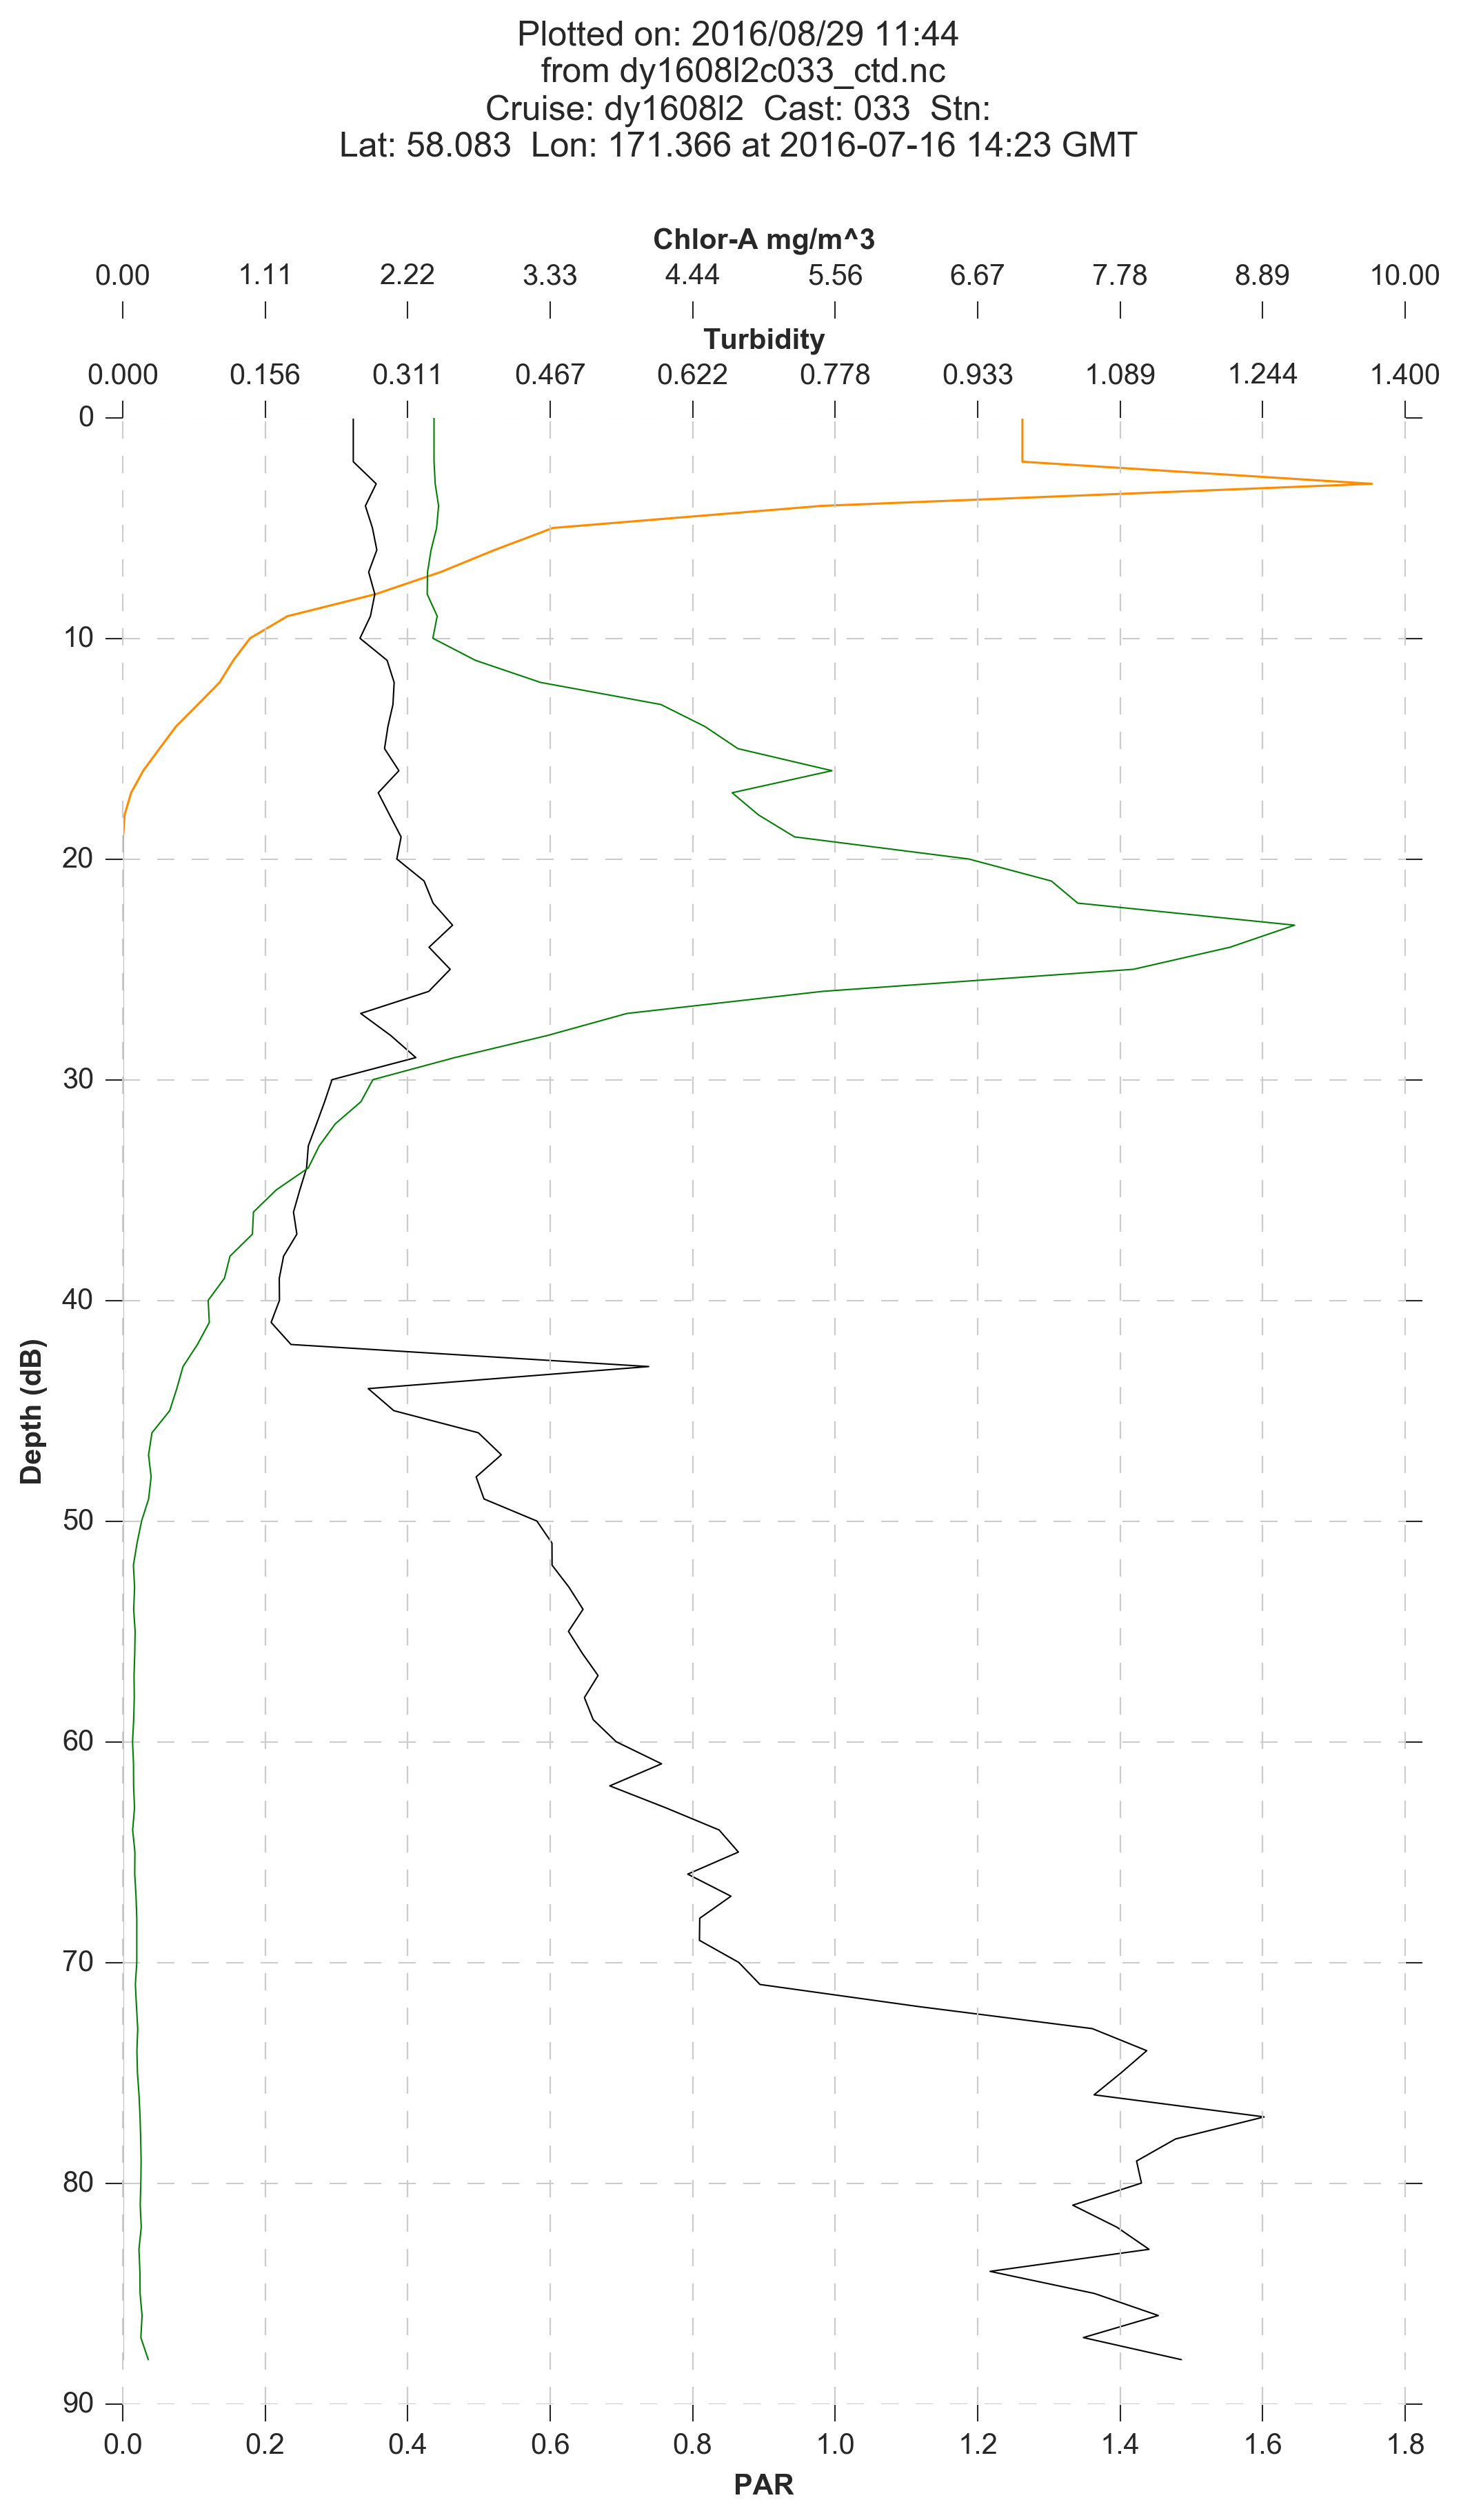 Plotted on: 2016/08/29 11:44
from dy1608l2c033_ctd.nc
Cruise: dy1608l2  Cast: 033  Stn:
Lat: 58.083  Lon: 171.366 at 2016-07-16 14:23 GMT
Chlor-A mg/m^3
0.00 1.11 2.22 3.33 4.44 5.56 6.67 7.78 8.89 10.00
Turbidity
0.000 0.156 0.311 0.467 0.622 0.778 0.933 1.089 1.244 1.400
0
10
20
30
40
Depth (dB)
50
60
70
80
90
0.0 0.2 0.4 0.6 0.8 1.0 1.2 1.4 1.6 1.8
PAR